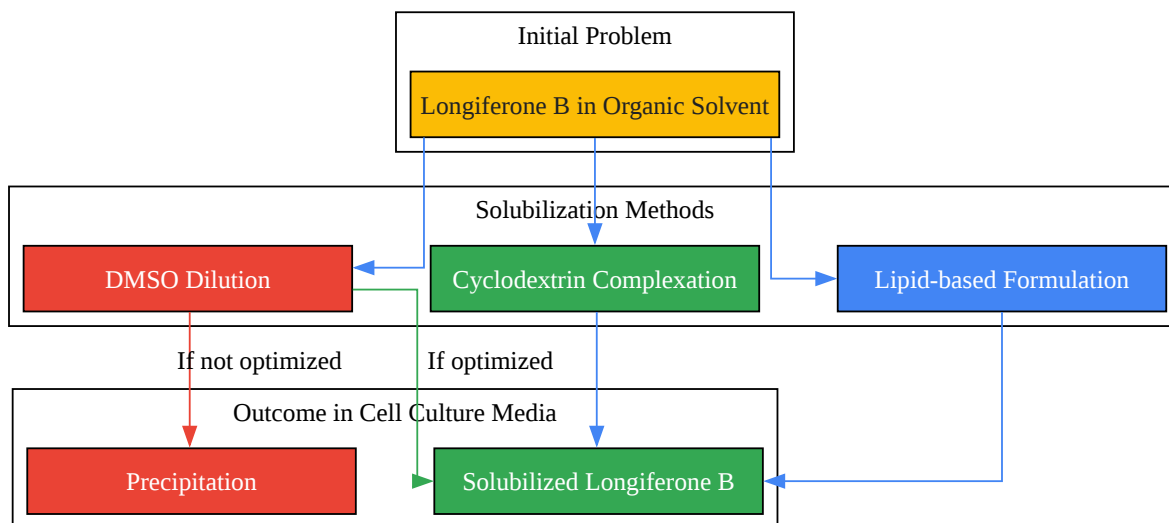 Initial Problem
Longiferone B in Organic Solvent
Solubilization Methods
DMSO Dilution
Cyclodextrin Complexation
Lipid-based Formulation
If not optimized
If optimized
Outcome in Cell Culture Media
Precipitation
Solubilized Longiferone B